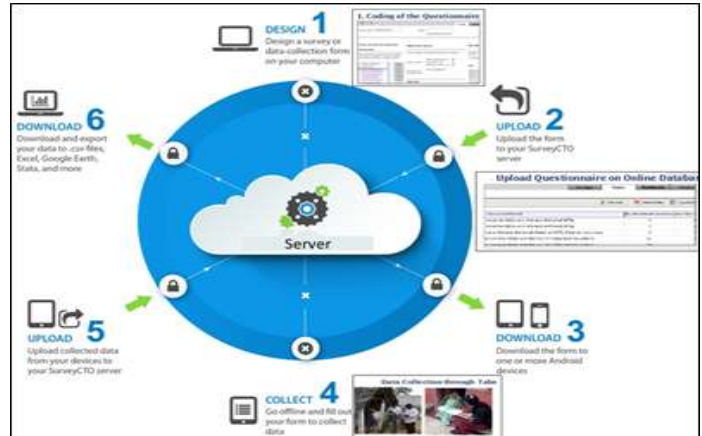 DESIGN 1
Design a survey or
data-collection form
on your computer
1. Coding of the Questionnaire
DOWNLOAD 6
Download and export
your data to .csv files,
Excel, Google Earth,
Stata, and more
UPLOAD 2
Upload the form
to your SurveyCTO
server
Upload Questionnaire on Online Databa
Server
UPLOAD 5
Upload collected data
from your devices to
your SurveyCTO server
DOWNLOAD 3
Download the form to
one or more Android
devices
COLLECT 4
Go offline and fill out
your form to collect
data
Data Collection through Tabs